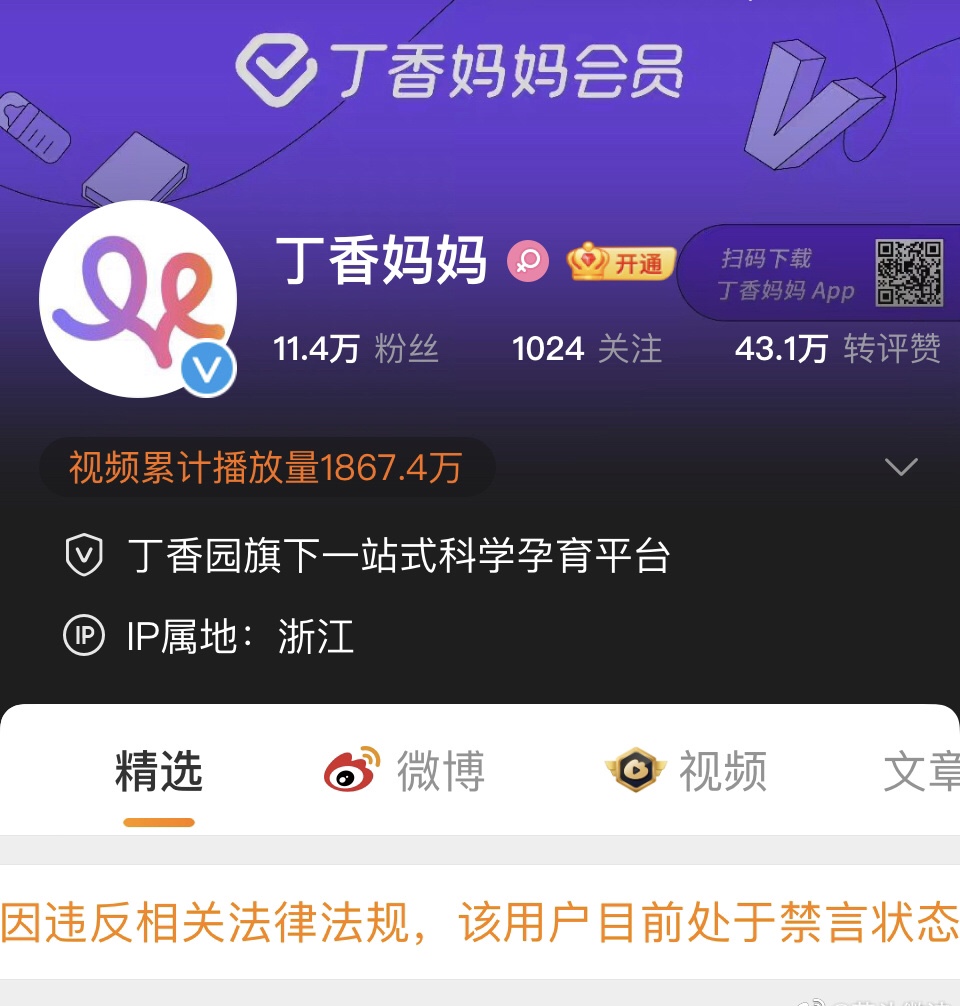 丁香妈妈会员
丁香妈妈
开通
扫码下载
丁香妈妈 App
11.4万 粉丝
1024 关注
43.1万 转评赞
视频累计播放量1867.4万
丁香园旗下一站式科学孕育平台
IP
IP属地： 浙江
精选
微博
视频
文章
因违反相关法律法规，该用户目前处于禁言状态